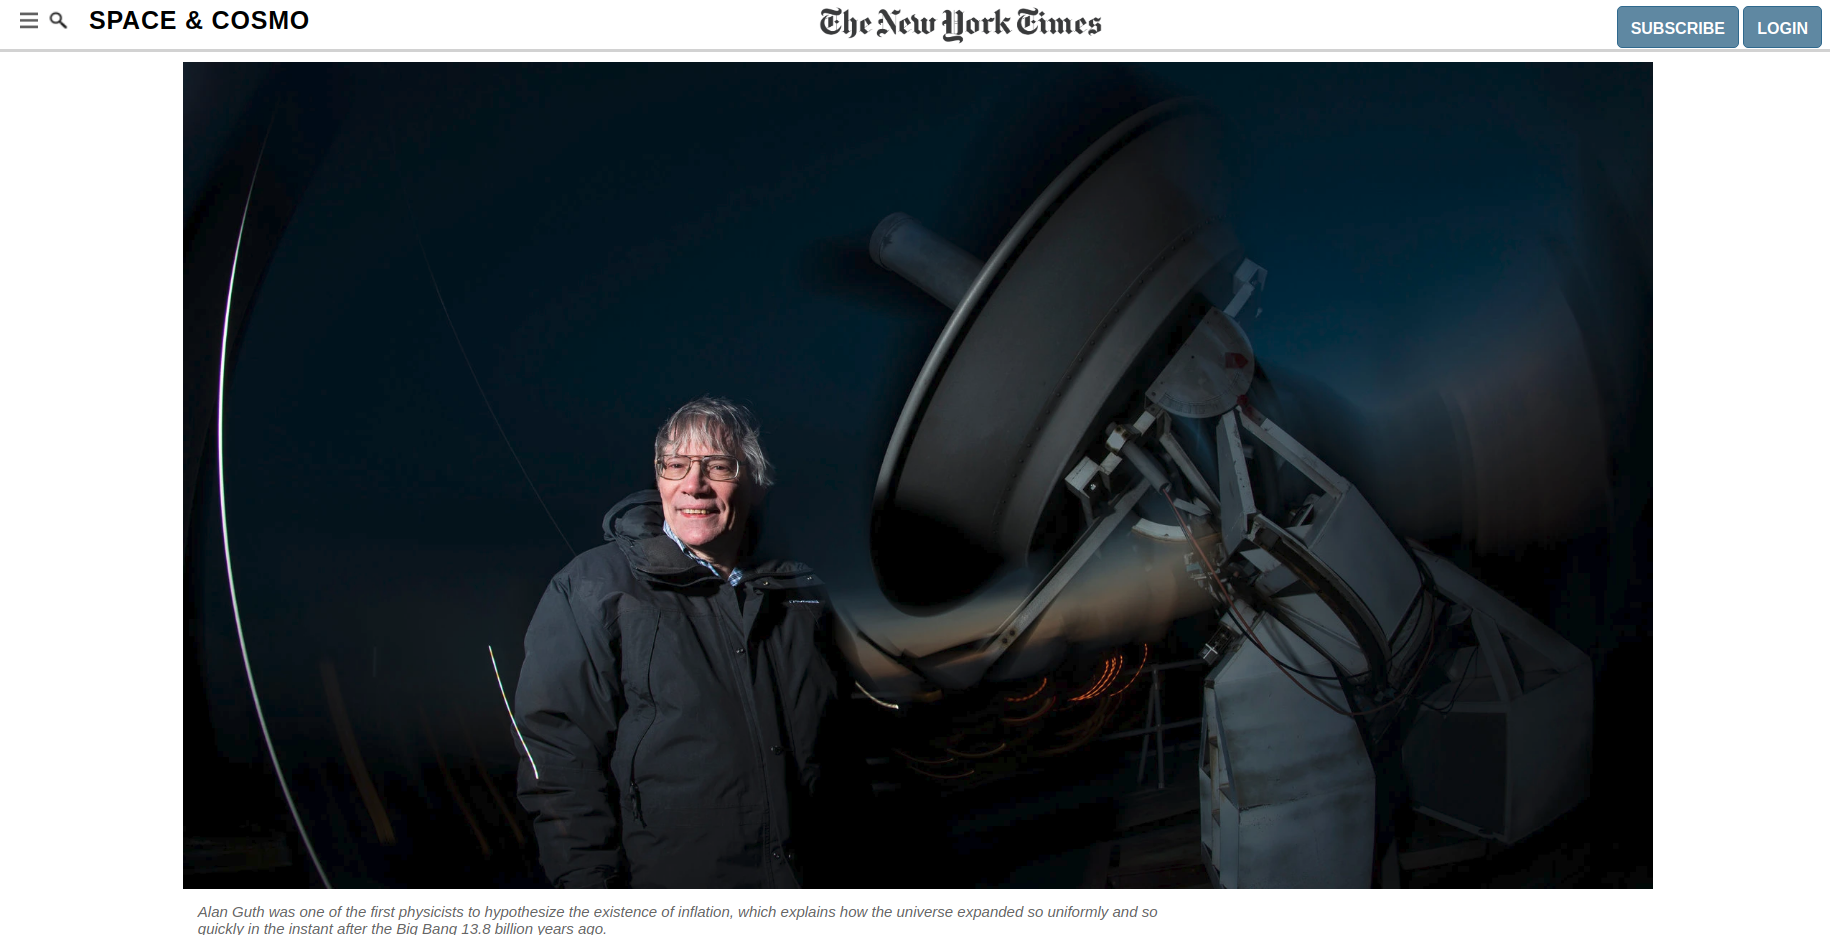 SPACE & COSMO
The New York Times
SUBSCRIBE
LOGIN
Alan Guth was one of the first physicists to hypothesize the existence of inflation, which explains how the universe expanded so uniformly and so
quickly in the instant after the Big Bang 13.8 billion years ago.